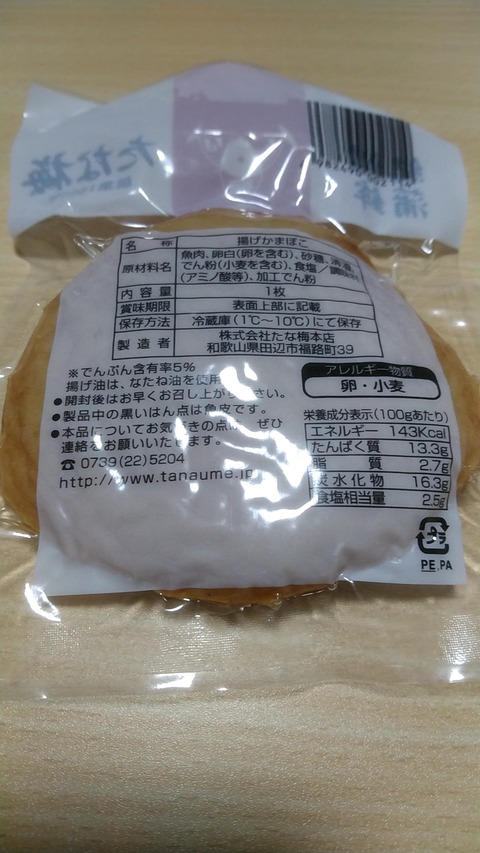 たな梅
蒲鉾
名 称 揚げかまぼこ
原材料名 魚肉、卵白(卵を含む)、砂糖、清酒、
でん粉(小麦を含む)、食塩／調味料
(アミノ酸等)、加工でん粉
内容量 1枚
賞味期限 表面上部に記載
保存方法 冷蔵庫(1℃～10℃)にて保存
製造者 株式会社たな梅本店
和歌山県田辺市福路町39
※でんぷん含有率5%
揚げ油は、なたね油を使用
●開封後はお早くお召し上がり さい。
●製品中の黒いはん点は魚皮です。
●本品についてお気 きの点は ぜひ
連絡をお願いいたします。
☎ 0739(22)5204
http://www.tanaume.jp
アレルギー物質
卵・小麦
栄養成分表示(100gあたり)
エネルギー 143Kcal
たんぱく質 13.3g
脂 質 2.7g
炭水化物 16.3g
食塩相当量 2.5g
プラ
PE,PA